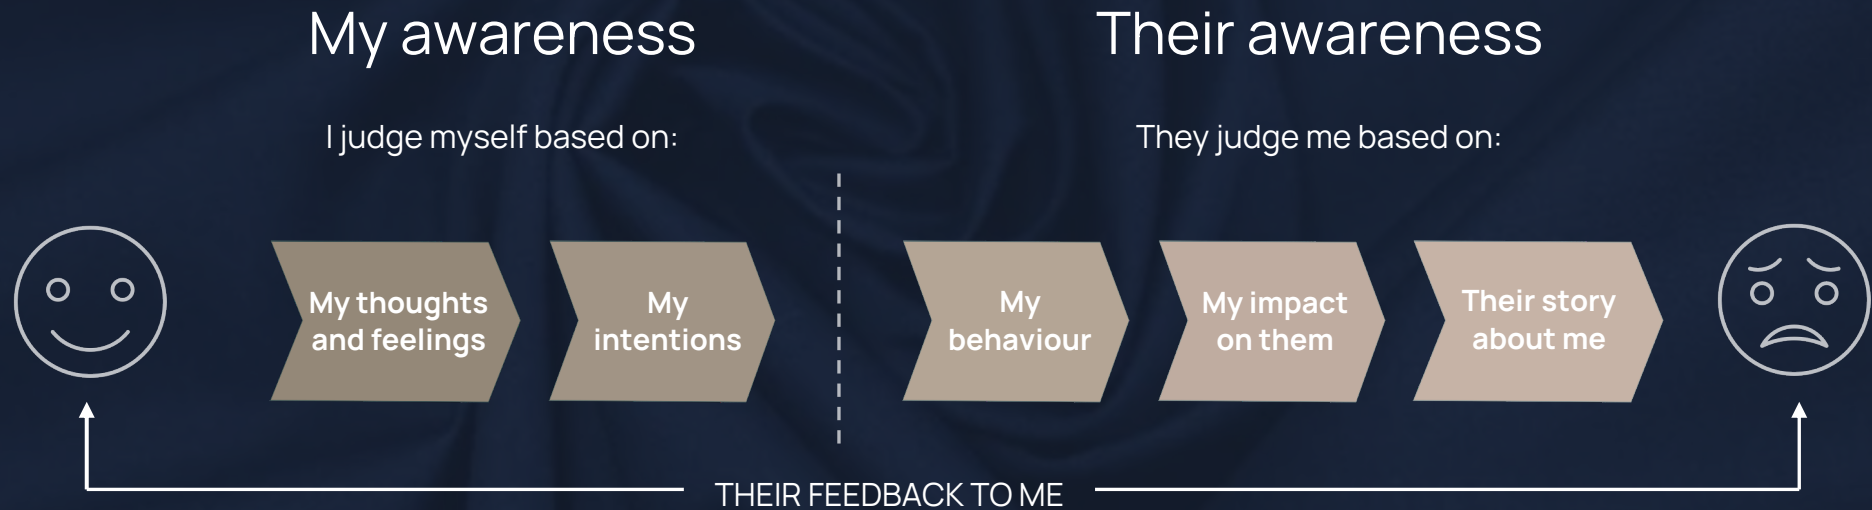 My awareness
Their awareness
I judge myself based on:
They judge me based on:
My thoughts
and feelings
My
intentions
My
behaviour
My impact
on them
Their story
about me
THEIR FEEDBACK TO ME